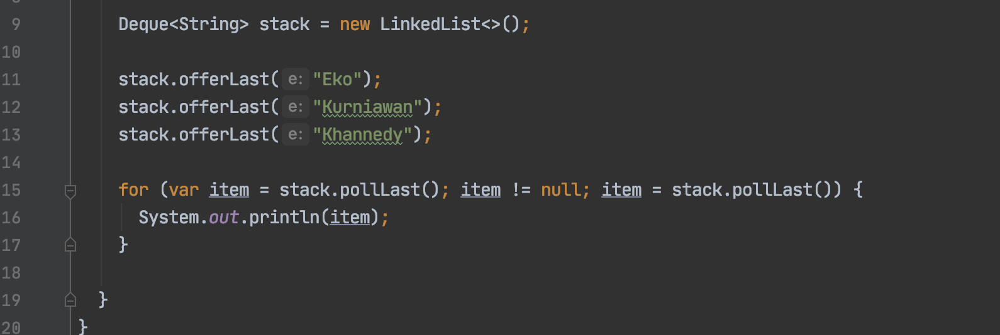 9 Deque<String> stack = new LinkedList<>();
10
11 stack.offerLast( e: "Eko");
12 stack.offerLast( e: "Kurniawan");
13 stack.offerLast( e: "Khannedy");
14
15 for (var item = stack.pollLast(); item != null; item = stack.pollLast()) {
16 System.out.println(item);
17 }
18
19 }
20 }